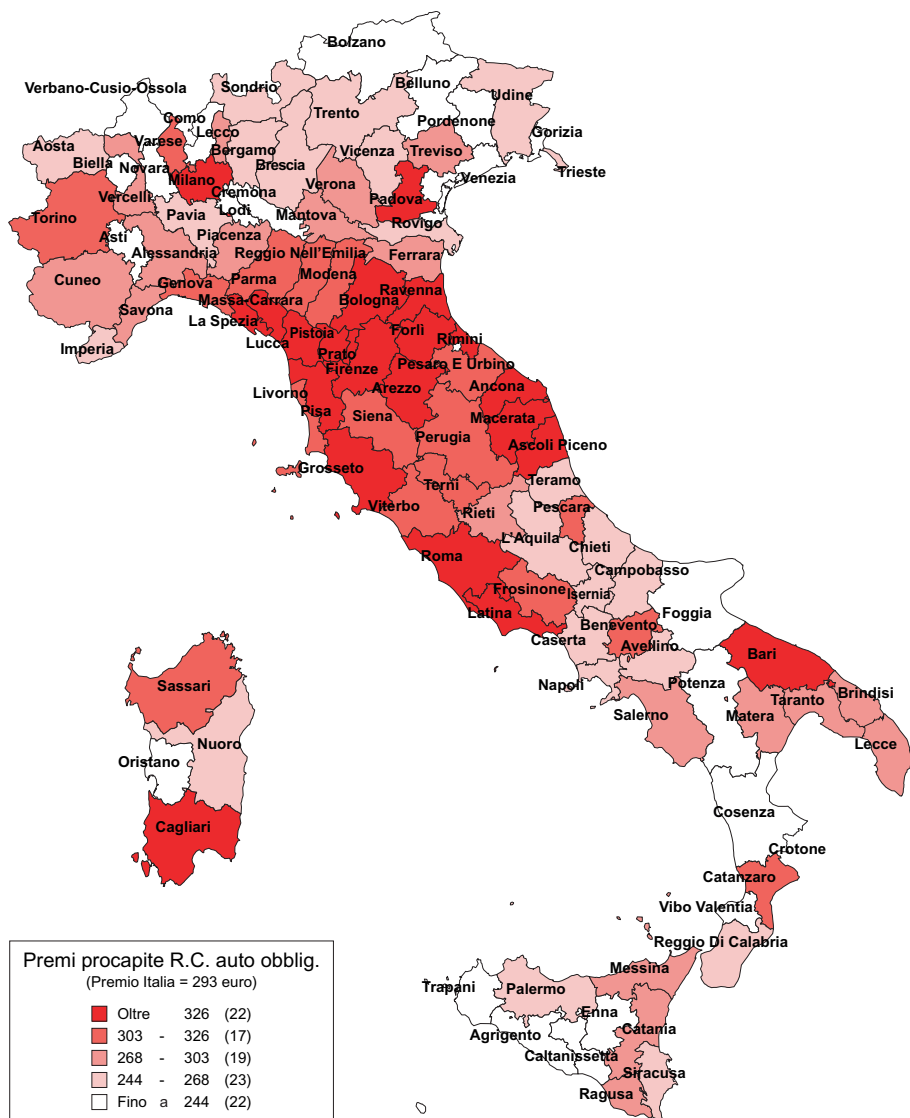 Bolzano
Verbano-Cusio-Ossola
Sondrio
Belluno
Udine
Como
Trento
Pordenone
Lecco
Gorizia
Aosta
Varese
Bergamo
Vicenza
Treviso
Biella
Brescia
Trieste
Novara
Milano
Verona
Venezia
Vercelli
Cremona
Padova
Torino
Pavia
Lodi
Mantova
Rovigo
Asti
Piacenza
Alessandria
Reggio Nell'Emilia
Ferrara
Cuneo
Genova
Parma
Modena
Ravenna
Savona
Massa-Carrara
Bologna
La Spezia
Pistoia
Forlì
Rimini
Imperia
Lucca
Prato
Firenze
Pesaro E Urbino
Livorno
Arezzo
Ancona
Pisa
Siena
Macerata
Perugia
Ascoli Piceno
Grosseto
Terni
Teramo
Viterbo
Rieti
Pescara
L'Aquila
Chieti
Roma
Campobasso
Frosinone
Isernia
Latina
Foggia
Benevento
Caserta
Avellino
Bari
Napoli
Potenza
Sassari
Salerno
Matera
Taranto
Brindisi
Nuoro
Lecce
Oristano
Cosenza
Cagliari
Crotone
Catanzaro
Vibo Valentia
Reggio Di Calabria
Messina
Trapani
Palermo
Enna
Agrigento
Catania
Caltanissetta
Siracusa
Ragusa
Premi procapite R.C. auto obblig.
(Premio Italia = 293 euro)
Oltre 326 (22)
303 - 326 (17)
268 - 303 (19)
244 - 268 (23)
Fino a 244 (22)